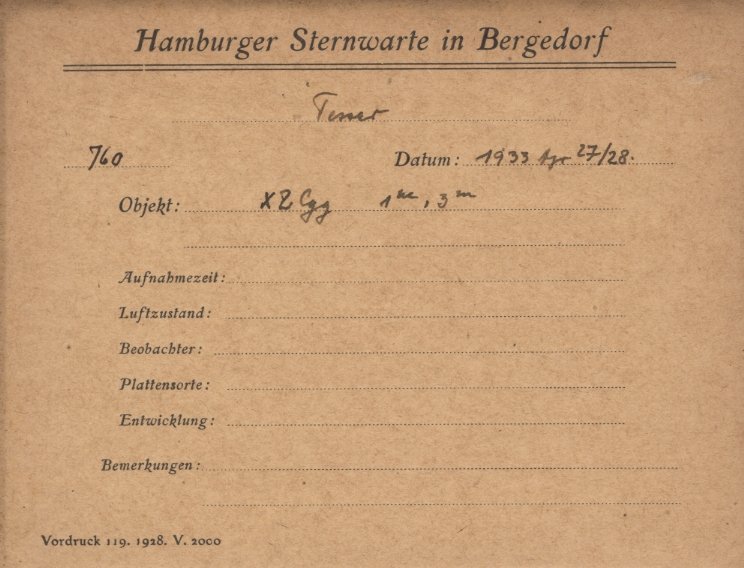 Hamburger Sternwarte in Bergedorf
Tesser
760 Datum: 1933 Apr 27/28.
Objekt: XZ Cyg 1m, 3m
Aufnahmezeit:
Luftzustand:
Beobachter:
Plattensorte:
Entwicklung:
Bemerkungen:
Vordruck 119. 1928. V. 2000